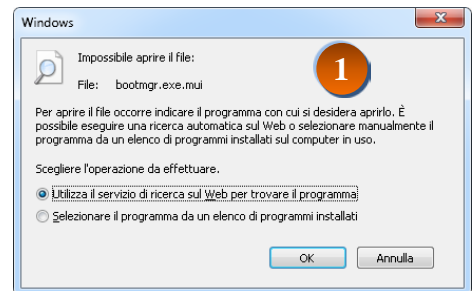 Windows
x
Impossibile aprire il file:
1
File: bootmgr.exe.mui
Per aprire il file occorre indicare il programma con cui si desidera aprirlo. È
possibile eseguire una ricerca automatica sul Web o selezionare manualmente il
programma da un elenco di programmi installati sul computer in uso.
Scegliere l'operazione da effettuare.
Utilizza il servizio di ricerca sul Web per trovare il programma
Selezionare il programma da un elenco di programmi installati
OK Annulla